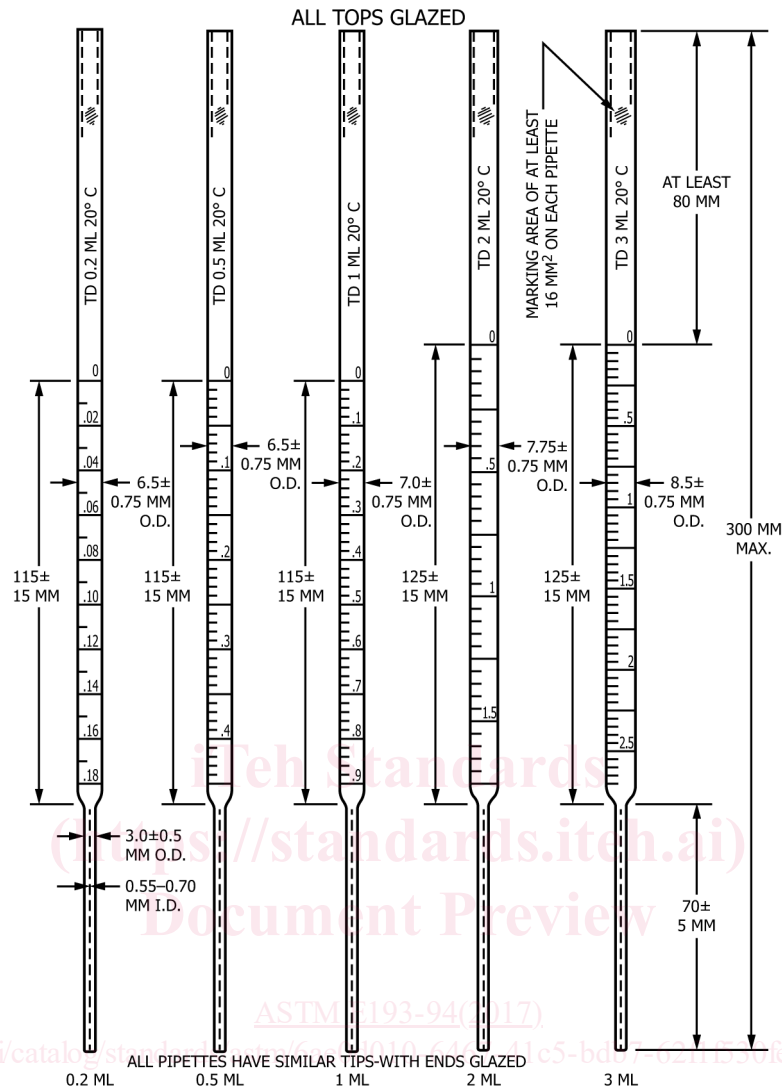 ALL TOPS GLAZED
TD 0.2 ML 20° C
TD 0.5 ML 20° C
TD 1 ML 20° C
TD 2 ML 20° C
TD 3 ML 20° C
MARKING AREA OF AT LEAST
16 MM² ON EACH PIPETTE
AT LEAST
80 MM
300 MM
MAX.
0
.02
.04
.06
.08
.10
.12
.14
.16
.18
115±
15 MM
6.5±
0.75 MM
O.D.
0
.1
.2
.3
.4
115±
15 MM
6.5±
0.75 MM
O.D.
0
.1
.2
.3
.4
.5
.6
.7
.8
.9
115±
15 MM
7.0±
0.75 MM
O.D.
0
.5
1
1.5
125±
15 MM
7.75±
0.75 MM
O.D.
0
.5
1
1.5
2
2.5
125±
15 MM
8.5±
0.75 MM
O.D.
3.0±0.5
MM O.D.
0.55–0.70
MM I.D.
70±
5 MM
iTeh Standards
(https://standards.iteh.ai)
Document Preview
ASTM E193-94(2017)
ALL PIPETTES HAVE SIMILAR TIPS-WITH ENDS GLAZED
0.2 ML
0.5 ML
1 ML
2 ML
3 ML